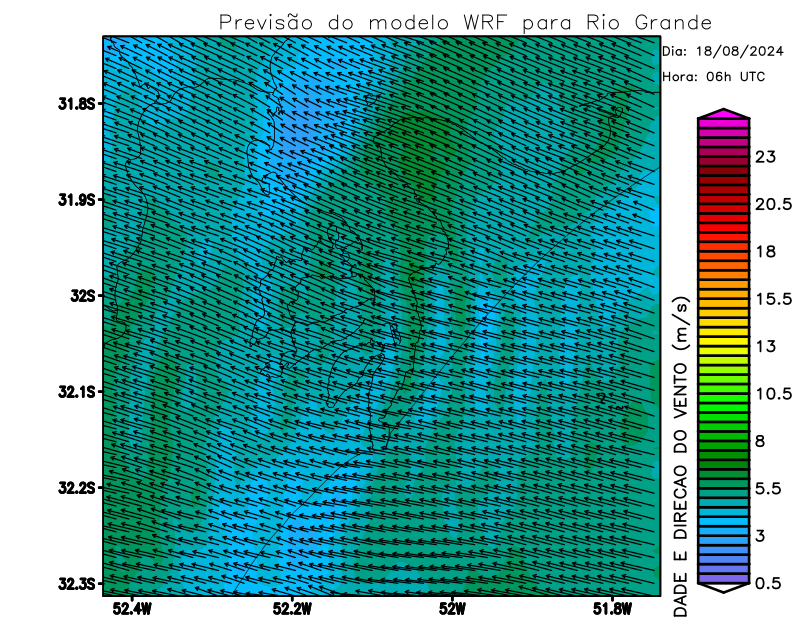 Previsão do modelo WRF para Rio Grande
Dia: 18/08/2024
Hora: 06h UTC
31.8S
31.9S
32S
32.1S
32.2S
32.3S
52.4W
52.2W
52W
51.8W
23
20.5
18
15.5
13
10.5
8
5.5
3
0.5
DADE E DIRECAO DO VENTO (m/s)